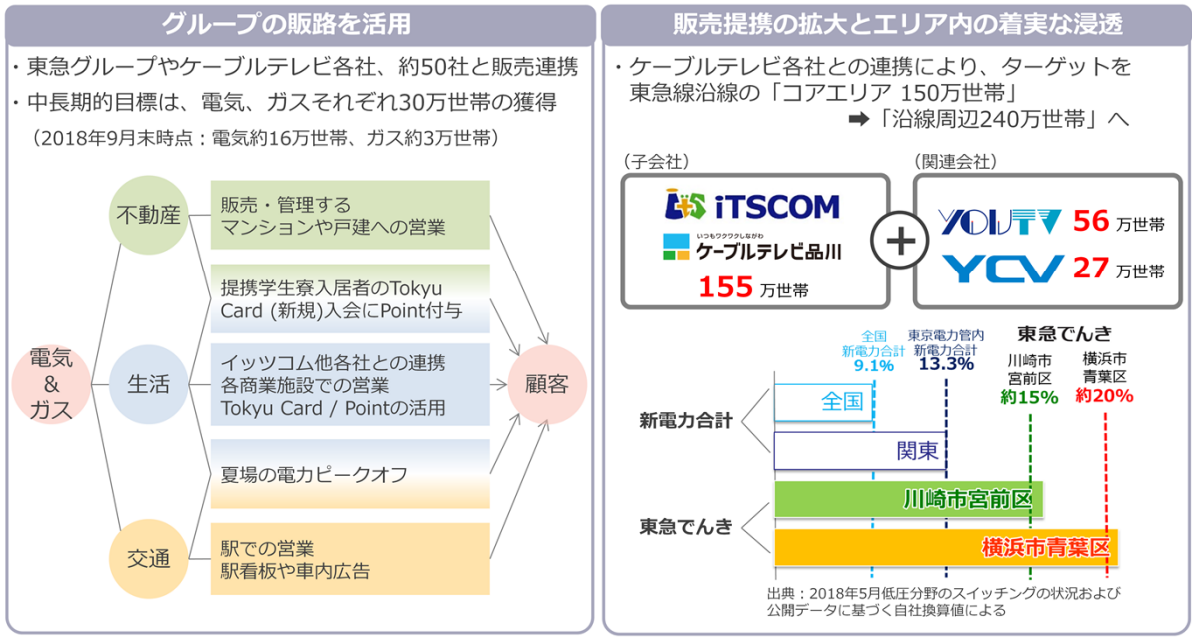 グループの販路を活用
・東急グループやケーブルテレビ各社、約50社と販売連携
・中長期的目標は、電気、ガスそれぞれ30万世帯の獲得
（2018年9月末時点：電気約16万世帯、ガス約3万世帯）
電気
&
ガス
不動産
生活
交通
販売・管理する
マンションや戸建への営業
提携学生寮入居者のTokyu
Card (新規)入会にPoint付与
イッツコム他各社との連携
各商業施設での営業
Tokyu Card / Pointの活用
夏場の電力ピークオフ
駅での営業
駅看板や車内広告
顧客
販売提携の拡大とエリア内の着実な浸透
・ケーブルテレビ各社との連携により、ターゲットを
東急線沿線の「コアエリア 150万世帯」
➡「沿線周辺240万世帯」へ
（子会社）
iTSCOM
いつもワクワクしながわ
ケーブルテレビ品川
155 万世帯
+
（関連会社）
YOUTV 56 万世帯
YCV 27 万世帯
全国
新電力合計
9.1%
東京電力管内
新電力合計
13.3%
東急でんき
川崎市
宮前区
約15%
横浜市
青葉区
約20%
新電力合計
全国
関東
東急でんき
川崎市宮前区
横浜市青葉区
出典：2018年5月低圧分野のスイッチングの状況および
公開データに基づく自社換算値による